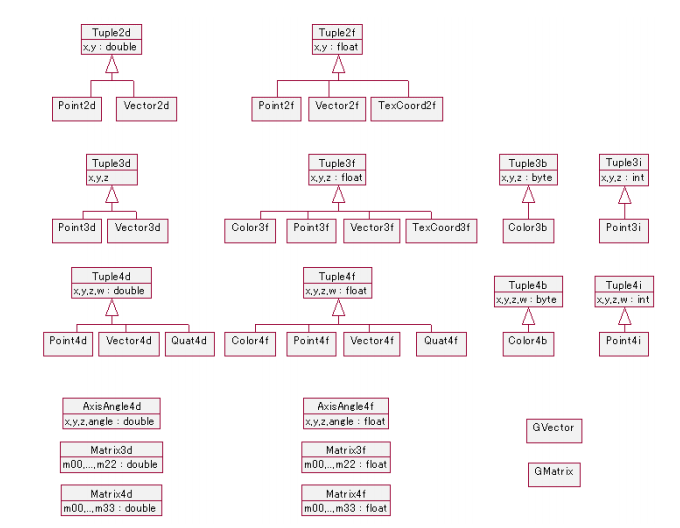 Tuple2d
x,y : double
Point2d
Vector2d
Tuple2f
x,y : float
Point2f
Vector2f
TexCoord2f
Tuple3d
x,y,z
Point3d
Vector3d
Tuple3f
x,y,z : float
Color3f
Point3f
Vector3f
TexCoord3f
Tuple3b
x,y,z : byte
Color3b
Tuple3i
x,y,z : int
Point3i
Tuple4d
x,y,z,w : double
Point4d
Vector4d
Quat4d
Tuple4f
x,y,z,w : float
Color4f
Point4f
Vector4f
Quat4f
Tuple4b
x,y,z,w : byte
Color4b
Tuple4i
x,y,z,w : int
Point4i
AxisAngle4d
x,y,z,angle : double
AxisAngle4f
x,y,z,angle : float
Matrix3d
m00,...,m22 : double
Matrix3f
m00,...,m22 : float
Matrix4d
m00,...,m33 : double
Matrix4f
m00,...,m33 : float
GVector
GMatrix